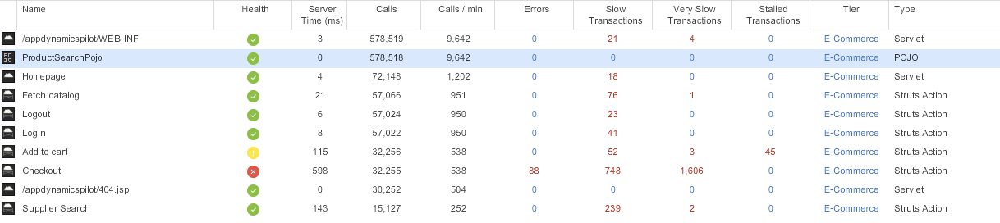 Name Health Server Time (ms) Calls Calls / min Errors Slow Transactions Very Slow Transactions Stalled Transactions Tier Type
/appdynamicspilot/WEB-INF 3 578,519 9,642 0 21 4 0 E-Commerce Servlet
ProductSearchPojo 0 578,518 9,642 0 0 0 0 E-Commerce POJO
Homepage 4 72,148 1,202 0 18 0 0 E-Commerce Servlet
Fetch catalog 21 57,066 951 0 76 1 0 E-Commerce Struts Action
Logout 6 57,024 950 0 23 0 0 E-Commerce Struts Action
Login 8 57,022 950 0 41 0 0 E-Commerce Struts Action
Add to cart 115 32,256 538 0 52 3 45 E-Commerce Struts Action
Checkout 598 32,255 538 88 748 1,606 0 E-Commerce Struts Action
/appdynamicspilot/404.jsp 0 30,252 504 0 0 0 0 E-Commerce Servlet
Supplier Search 143 15,127 252 0 239 2 0 E-Commerce Struts Action